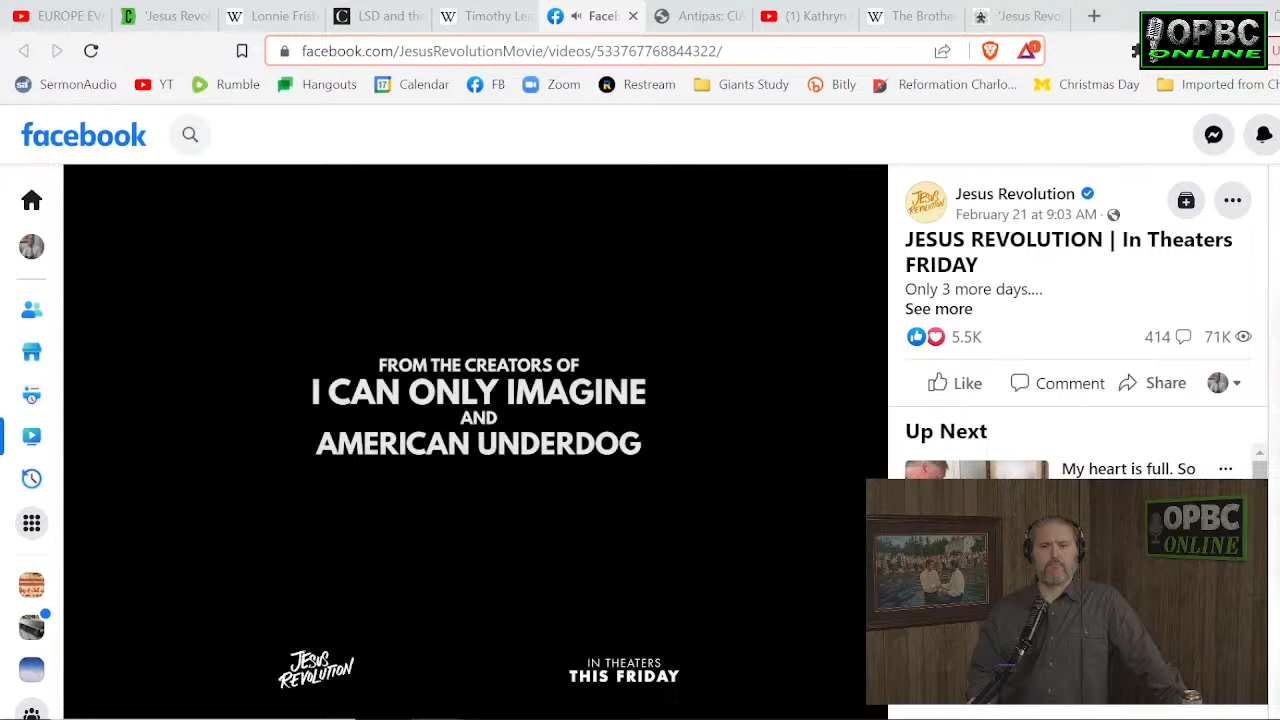 EUROPE EV
'Jesus Revol
Lonnie Frisl
LSD and the
Faceb
Antipas Cl
(1) Kathryn
The Brothe
'Jesus Revol
OPBC
ONLINE
facebook.com/JesusRevolutionMovie/videos/533767768844322/
SermonAudio
YT
Rumble
Hangouts
17
Calendar
FB
Zoom
Restream
Giants Study
Bitly
Reformation Charlo...
Christmas Day
Imported from Ch
facebook
Jesus Revolution
February 21 at 9:03 AM ·
JESUS REVOLUTION | In Theaters
FRIDAY
Only 3 more days....
See more
5.5K
414
71K
Like
Comment
Share
Up Next
My heart is full. So
FROM THE CREATORS OF
I CAN ONLY IMAGINE
AND
AMERICAN UNDERDOG
JESUS
REVOLUTION
IN THEATERS
THIS FRIDAY
OPBC
ONLINE